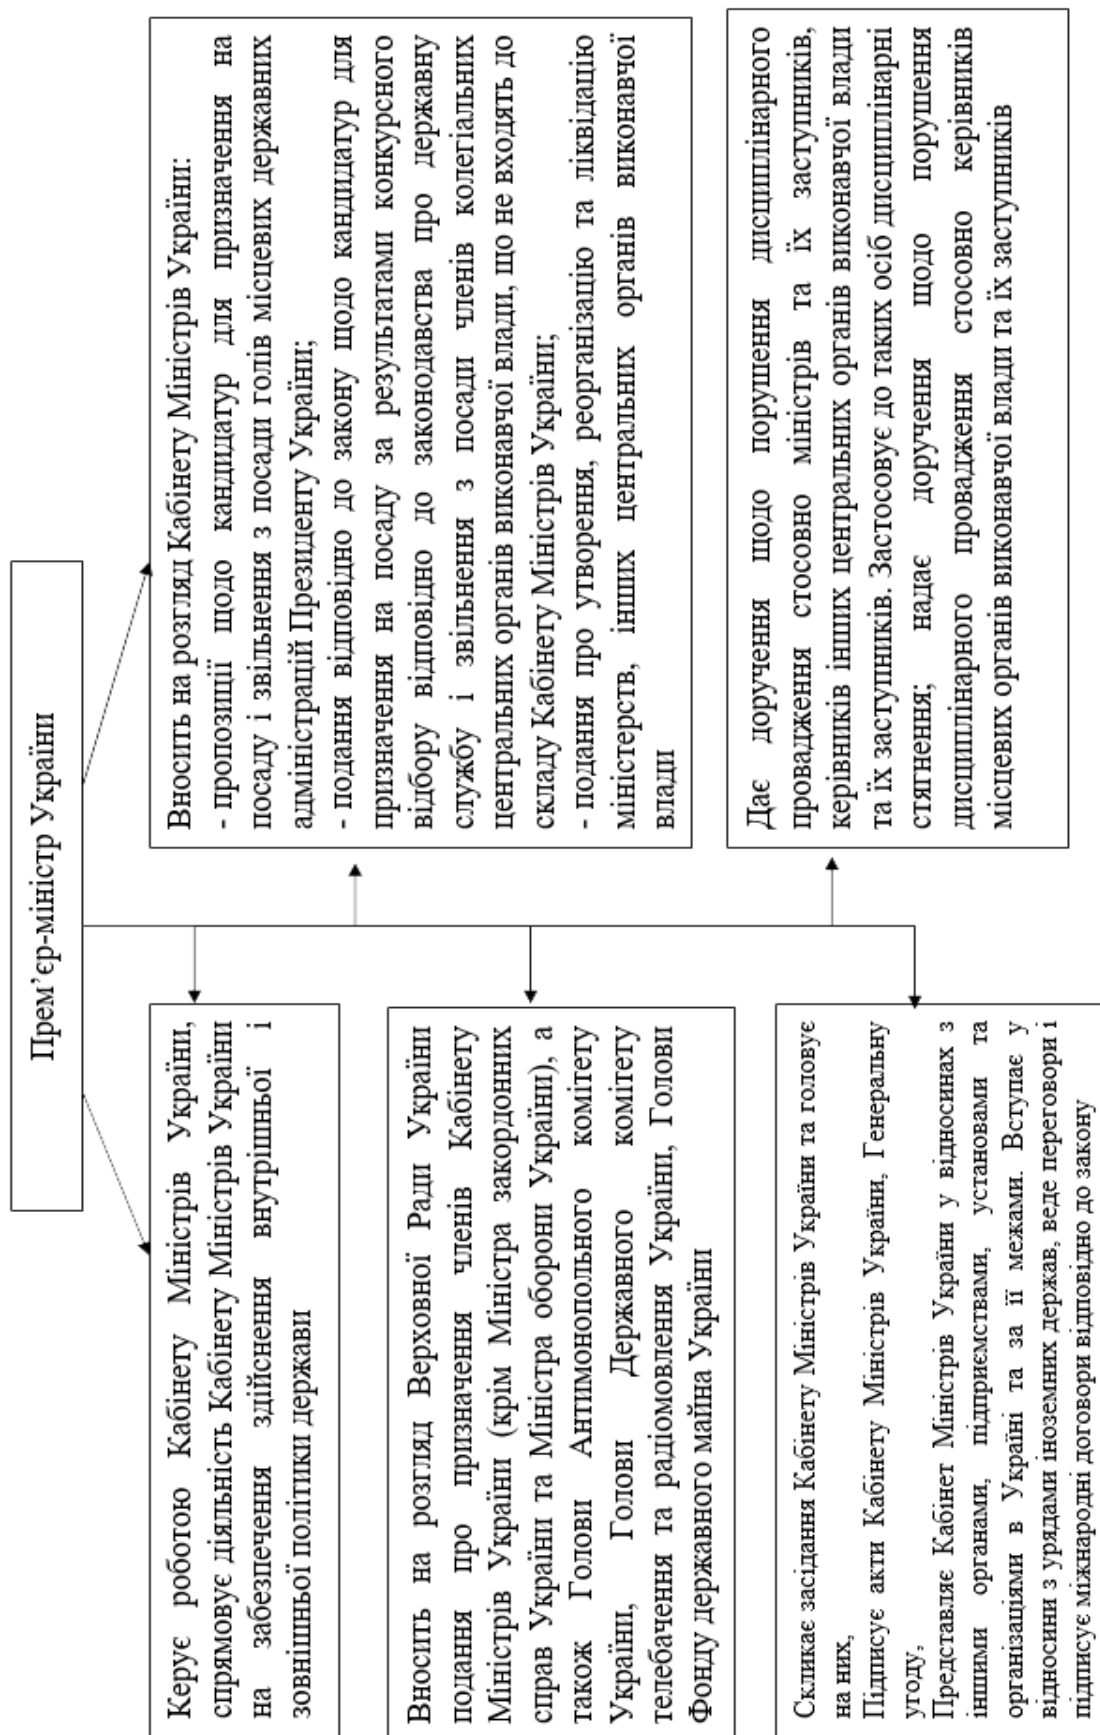 Прем’єр-міністр України
Керує роботою Кабінету Міністрів України,
спрямовує діяльність Кабінету Міністрів України
на забезпечення здійснення внутрішньої і
зовнішньої політики держави
Вносить на розгляд Верховної Ради України
подання про призначення членів Кабінету
Міністрів України (крім Міністра закордонних
справ України та Міністра оборони України), а
також Голови Антимонопольного комітету
України, Голови Державного комітету
телебачення та радіомовлення України, Голови
Фонду державного майна України
Скликає засідання Кабінету Міністрів України та головує
на них,
Підписує акти Кабінету Міністрів України, Генеральну
угоду,
Представляє Кабінет Міністрів України у відносинах з
іншими органами, підприємствами, установами та
організаціями в Україні та за її межами. Вступає у
відносини з урядами іноземних держав, веде переговори і
підписує міжнародні договори відповідно до закону
Вносить на розгляд Кабінету Міністрів України:
- пропозиції щодо кандидатур для призначення на
посаду і звільнення з посади голів місцевих державних
адміністрацій Президенту України;
- подання відповідно до закону щодо кандидатур для
призначення на посаду за результатами конкурсного
відбору відповідно до законодавства про державну
службу і звільнення з посади членів колегіальних
центральних органів виконавчої влади, що не входять до
складу Кабінету Міністрів України;
- подання про утворення, реорганізацію та ліквідацію
міністерств, інших центральних органів виконавчої
влади
Дає доручення щодо порушення дисциплінарного
провадження стосовно міністрів та їх заступників,
керівників інших центральних органів виконавчої влади
та їх заступників. Застосовує до таких осіб дисциплінарні
стягнення; надає доручення щодо порушення
дисциплінарного провадження стосовно керівників
місцевих органів виконавчої влади та їх заступників